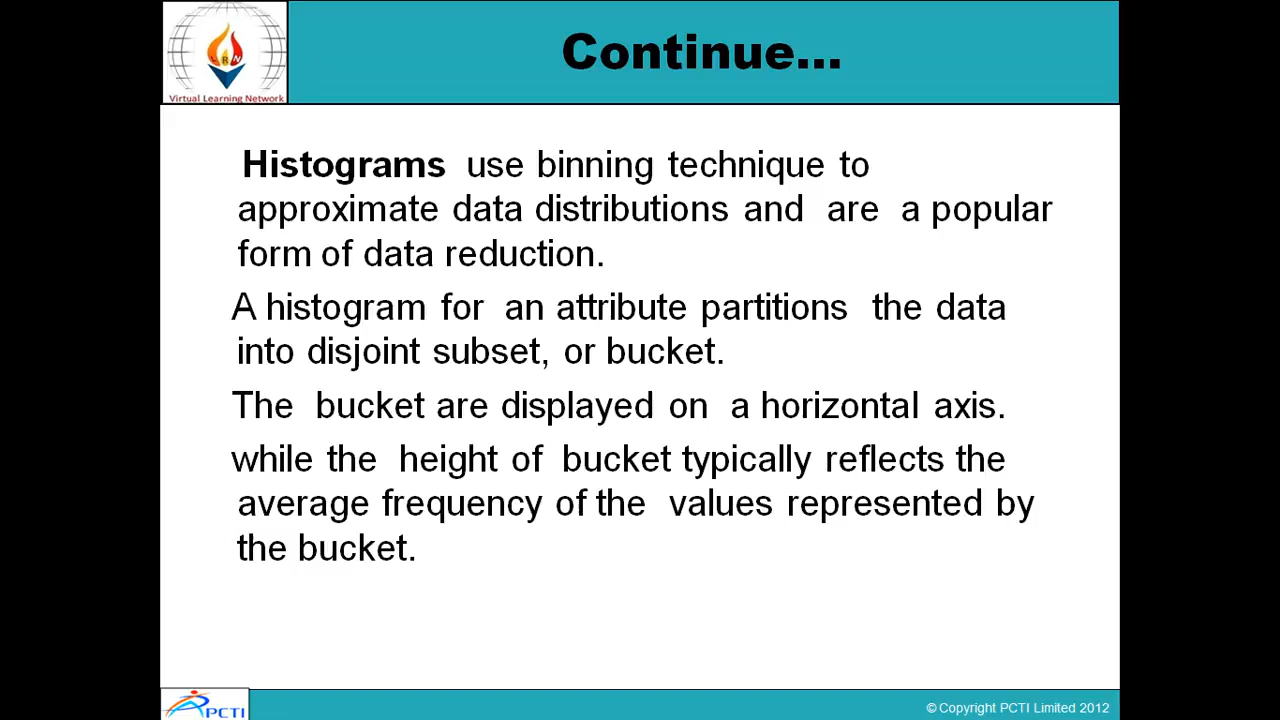 Continue...
LRN
Virtual Learning Network
Histograms use binning technique to
approximate data distributions and are a popular
form of data reduction.
A histogram for an attribute partitions the data
into disjoint subset, or bucket.
The bucket are displayed on a horizontal axis.
while the height of bucket typically reflects the
average frequency of the values represented by
the bucket.
PCTI
© Copyright PCTI Limited 2012